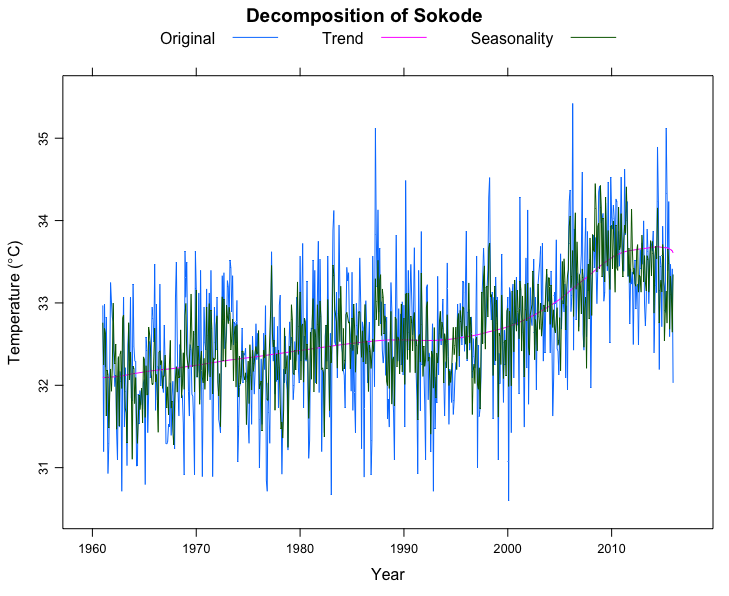 Decomposition of Sokode
Original Trend Seasonality
Temperature (°C)
35
34
33
32
31
1960 1970 1980 1990 2000 2010
Year